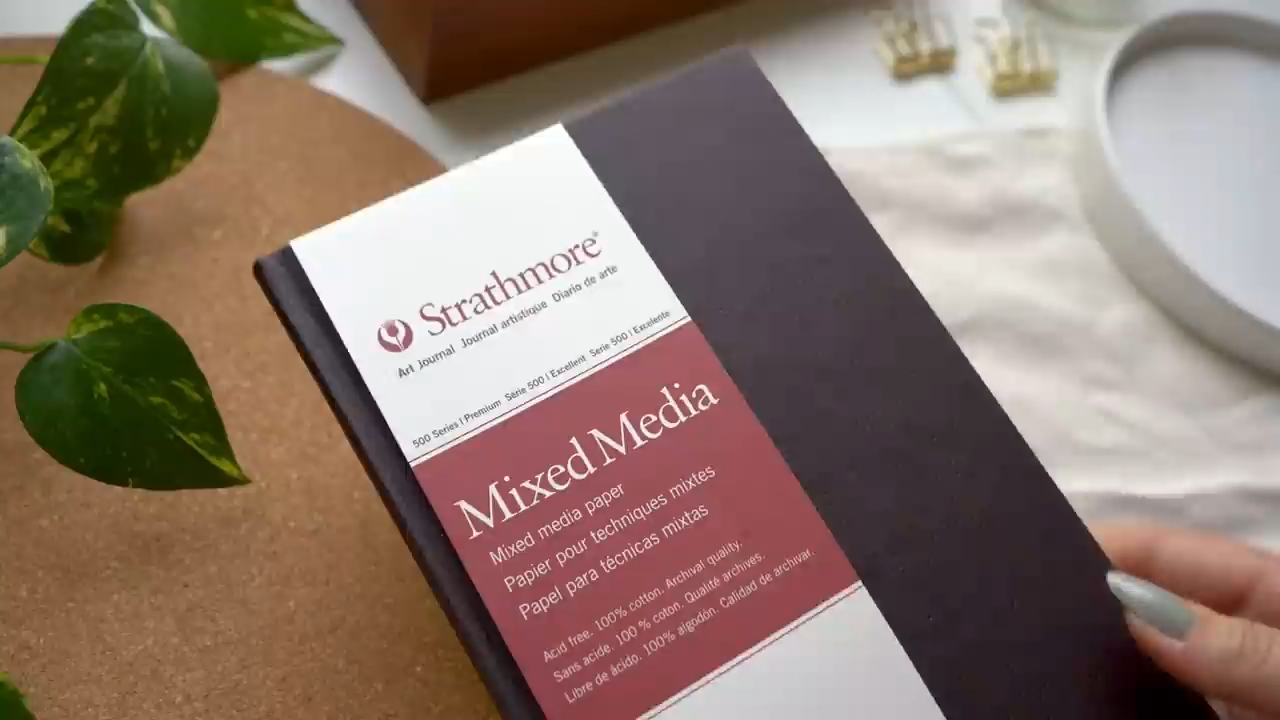 Strathmore®
Art Journal Journal artistique Diario de arte
500 Series | Premium Série 500 | Excellent Serie 500 | Excelente
Mixed Media
Mixed media paper
Papier pour techniques mixtes
Papel para técnicas mixtas
Acid free. 100% cotton. Archival quality.
Sans acide. 100 % coton. Qualité archives.
Libre de ácido. 100% algodón. Calidad de archivar.